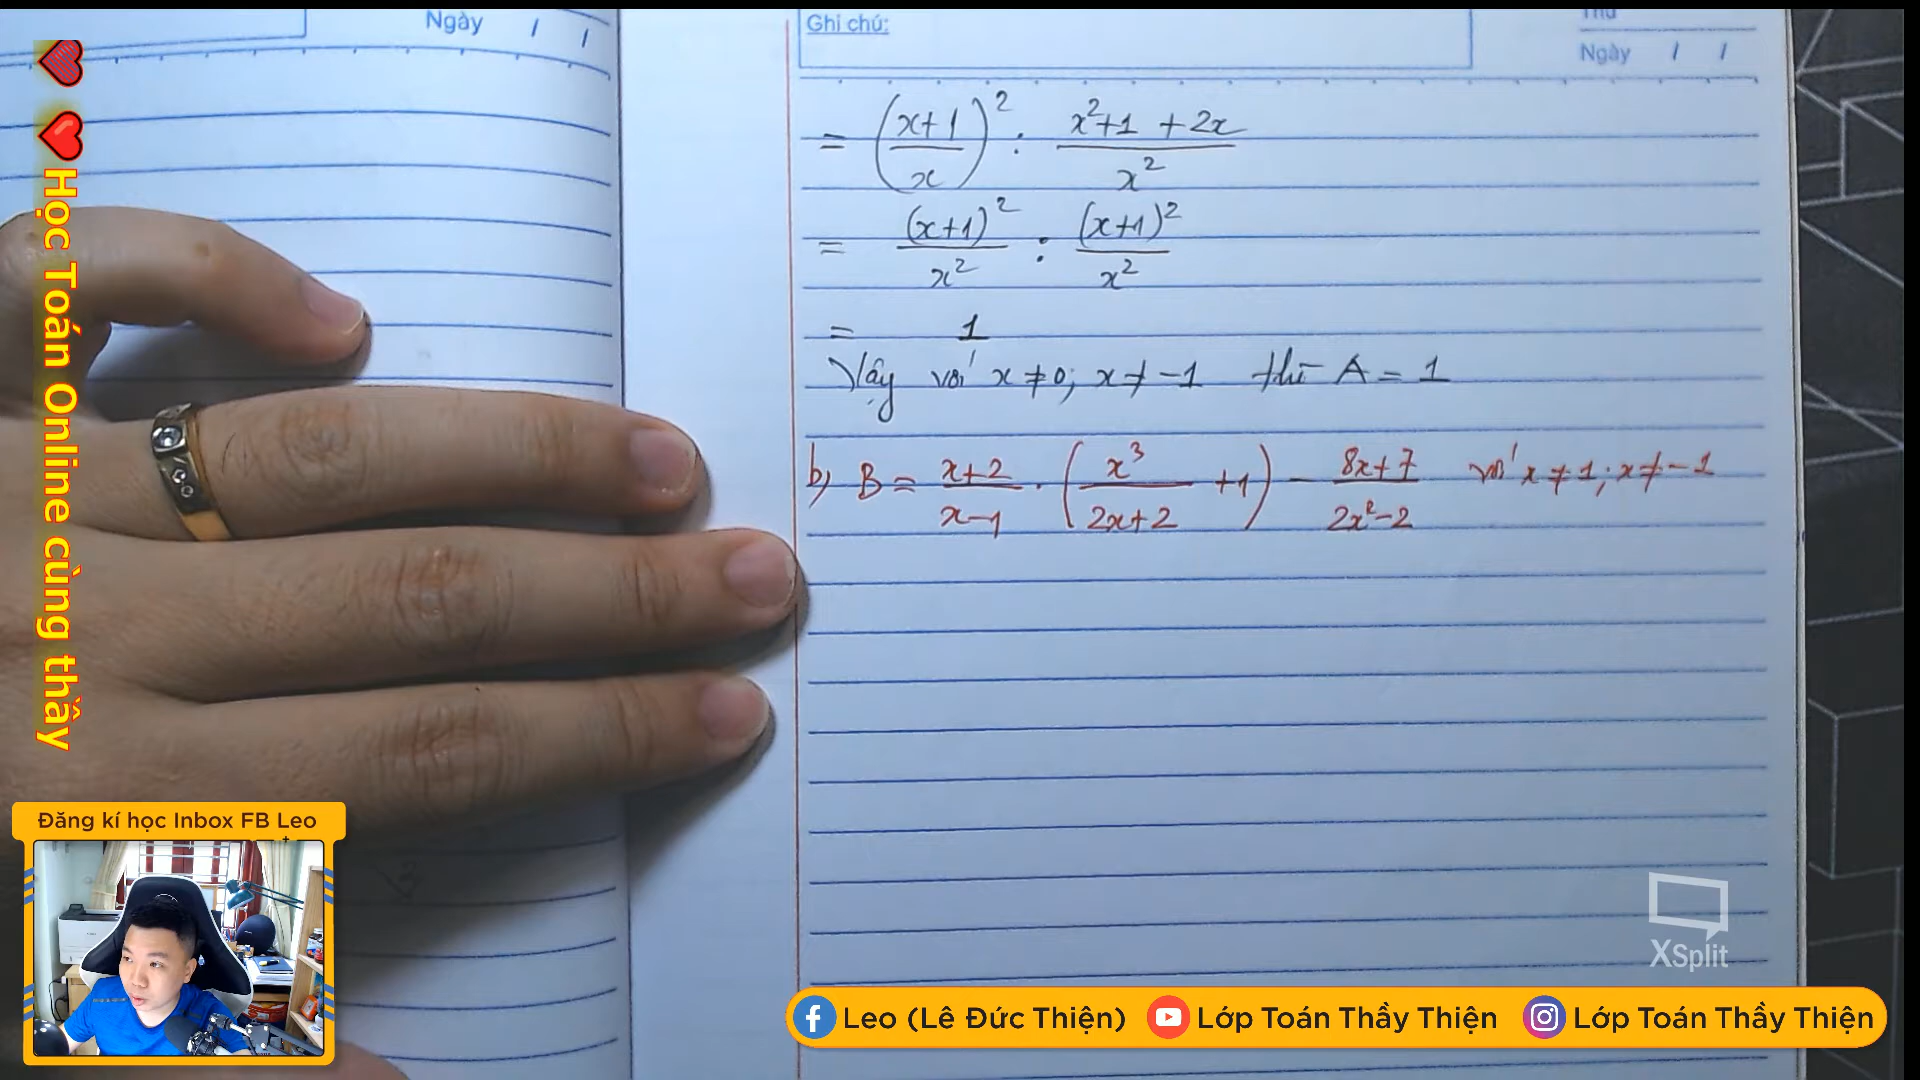 Ngày / /
Ghi chú:
Thứ
Ngày / /
= (x+1 / x)² : x²+1 +2x / x²
= (x+1)² / x² : (x+1)² / x²
= 1
Vậy với x ≠ 0; x ≠ -1 thì A = 1
b) B = x+2 / x-1 . (x³ / 2x+2 +1) - 8x+7 / 2x²-2 với x ≠ 1; x ≠ -1
Học Toán Online cùng thầy
Đăng kí học Inbox FB Leo
XSplit
Leo (Lê Đức Thiện) Lớp Toán Thầy Thiện Lớp Toán Thầy Thiện